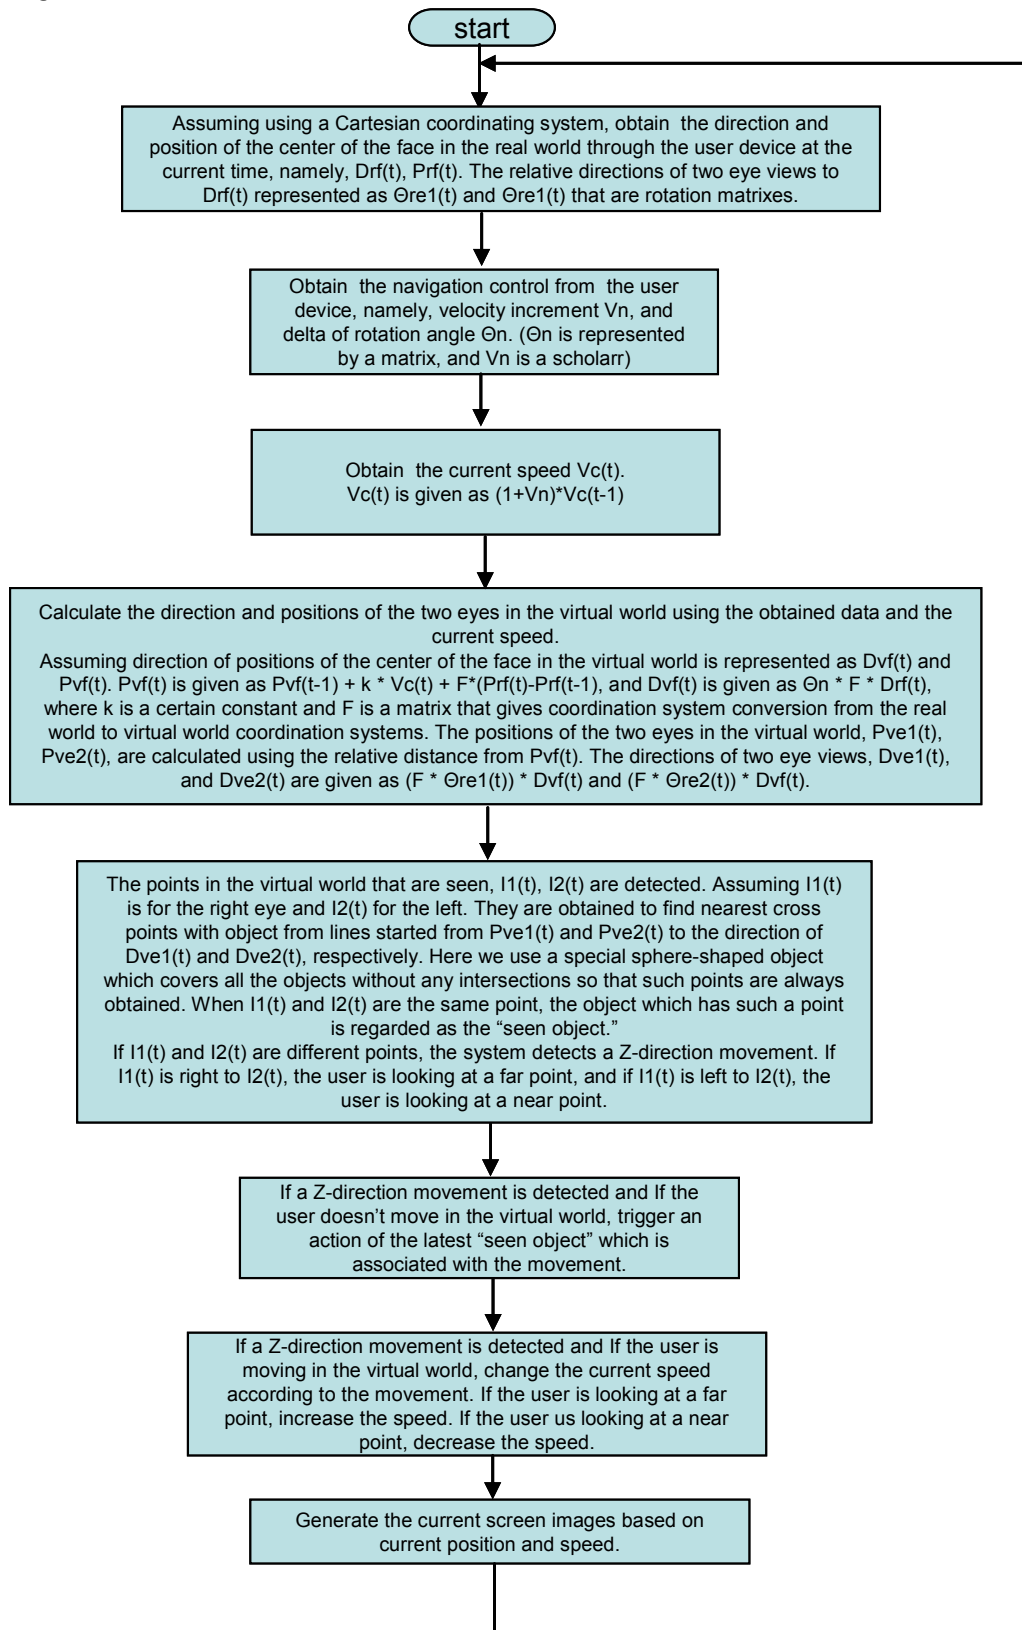 start
Assuming using a Cartesian coordinating system, obtain the direction and
position of the center of the face in the real world through the user device at the
current time, namely, Drf(t), Prf(t). The relative directions of two eye views to
Drf(t) represented as Θre1(t) and Θre1(t) that are rotation matrixes.
Obtain the navigation control from the user
device, namely, velocity increment Vn, and
delta of rotation angle Θn. (Θn is represented
by a matrix, and Vn is a scholarr)
Obtain the current speed Vc(t).
Vc(t) is given as (1+Vn)*Vc(t-1)
Calculate the direction and positions of the two eyes in the virtual world using the obtained data and the
current speed.
Assuming direction of positions of the center of the face in the virtual world is represented as Dvf(t) and
Pvf(t). Pvf(t) is given as Pvf(t-1) + k * Vc(t) + F*(Prf(t)-Prf(t-1), and Dvf(t) is given as Θn * F * Drf(t),
where k is a certain constant and F is a matrix that gives coordination system conversion from the real
world to virtual world coordination systems. The positions of the two eyes in the virtual world, Pve1(t),
Pve2(t), are calculated using the relative distance from Pvf(t). The directions of two eye views, Dve1(t),
and Dve2(t) are given as (F * Θre1(t)) * Dvf(t) and (F * Θre2(t)) * Dvf(t).
The points in the virtual world that are seen, I1(t), I2(t) are detected. Assuming I1(t)
is for the right eye and I2(t) for the left. They are obtained to find nearest cross
points with object from lines started from Pve1(t) and Pve2(t) to the direction of
Dve1(t) and Dve2(t), respectively. Here we use a special sphere-shaped object
which covers all the objects without any intersections so that such points are always
obtained. When I1(t) and I2(t) are the same point, the object which has such a point
is regarded as the “seen object.”
If I1(t) and I2(t) are different points, the system detects a Z-direction movement. If
I1(t) is right to I2(t), the user is looking at a far point, and if I1(t) is left to I2(t), the
user is looking at a near point.
If a Z-direction movement is detected and If the
user doesn’t move in the virtual world, trigger an
action of the latest “seen object” which is
associated with the movement.
If a Z-direction movement is detected and If the user is
moving in the virtual world, change the current speed
according to the movement. If the user is looking at a far
point, increase the speed. If the user us looking at a near
point, decrease the speed.
Generate the current screen images based on
current position and speed.